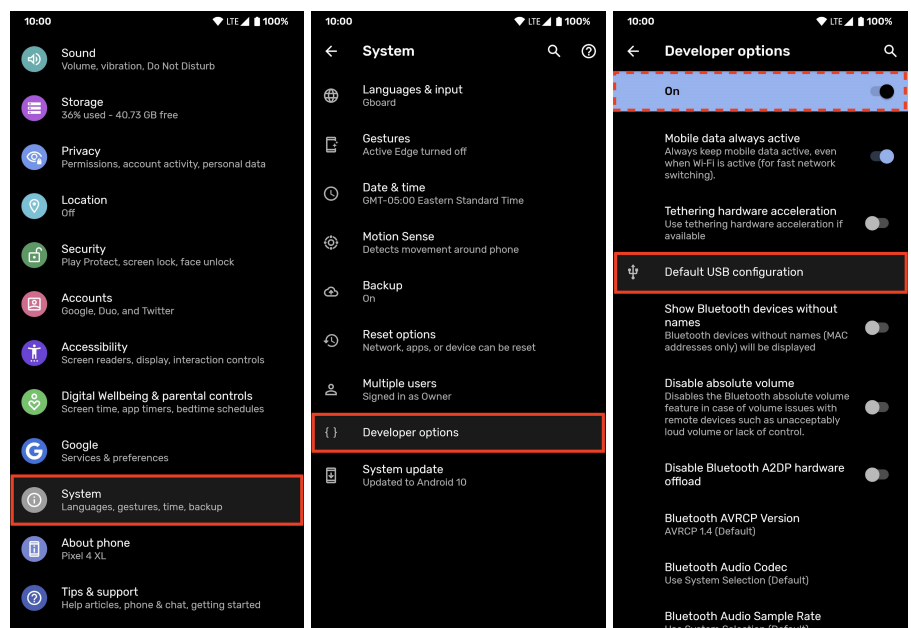 10:00
LTE
100%
Sound
Volume, vibration, Do Not Disturb
Storage
36% used - 40.73 GB free
Privacy
Permissions, account activity, personal data
Location
Off
Security
Play Protect, screen lock, face unlock
Accounts
Google, Duo, and Twitter
Accessibility
Screen readers, display, interaction controls
Digital Wellbeing & parental controls
Screen time, app timers, bedtime schedules
G
Google
Services & preferences
System
Languages, gestures, time, backup
About phone
Pixel 4 XL
Tips & support
Help articles, phone & chat, getting started
10:00
LTE
100%
System
Languages & input
Gboard
Gestures
Active Edge turned off
Date & time
GMT-05:00 Eastern Standard Time
Motion Sense
Detects movement around phone
Backup
On
Reset options
Network, apps, or device can be reset
Multiple users
Signed in as Owner
{ }
Developer options
System update
Updated to Android 10
10:00
LTE
100%
Developer options
On
Mobile data always active
Always keep mobile data active, even
when Wi-Fi is active (for fast network
switching).
Tethering hardware acceleration
Use tethering hardware acceleration if
available
Default USB configuration
Show Bluetooth devices without
names
Bluetooth devices without names (MAC
addresses only) will be displayed
Disable absolute volume
Disables the Bluetooth absolute volume
feature in case of volume issues with
remote devices such as unacceptably
loud volume or lack of control.
Disable Bluetooth A2DP hardware
offload
Bluetooth AVRCP Version
AVRCP 1.4 (Default)
Bluetooth Audio Codec
Use System Selection (Default)
Bluetooth Audio Sample Rate
Use System Selection (Default)